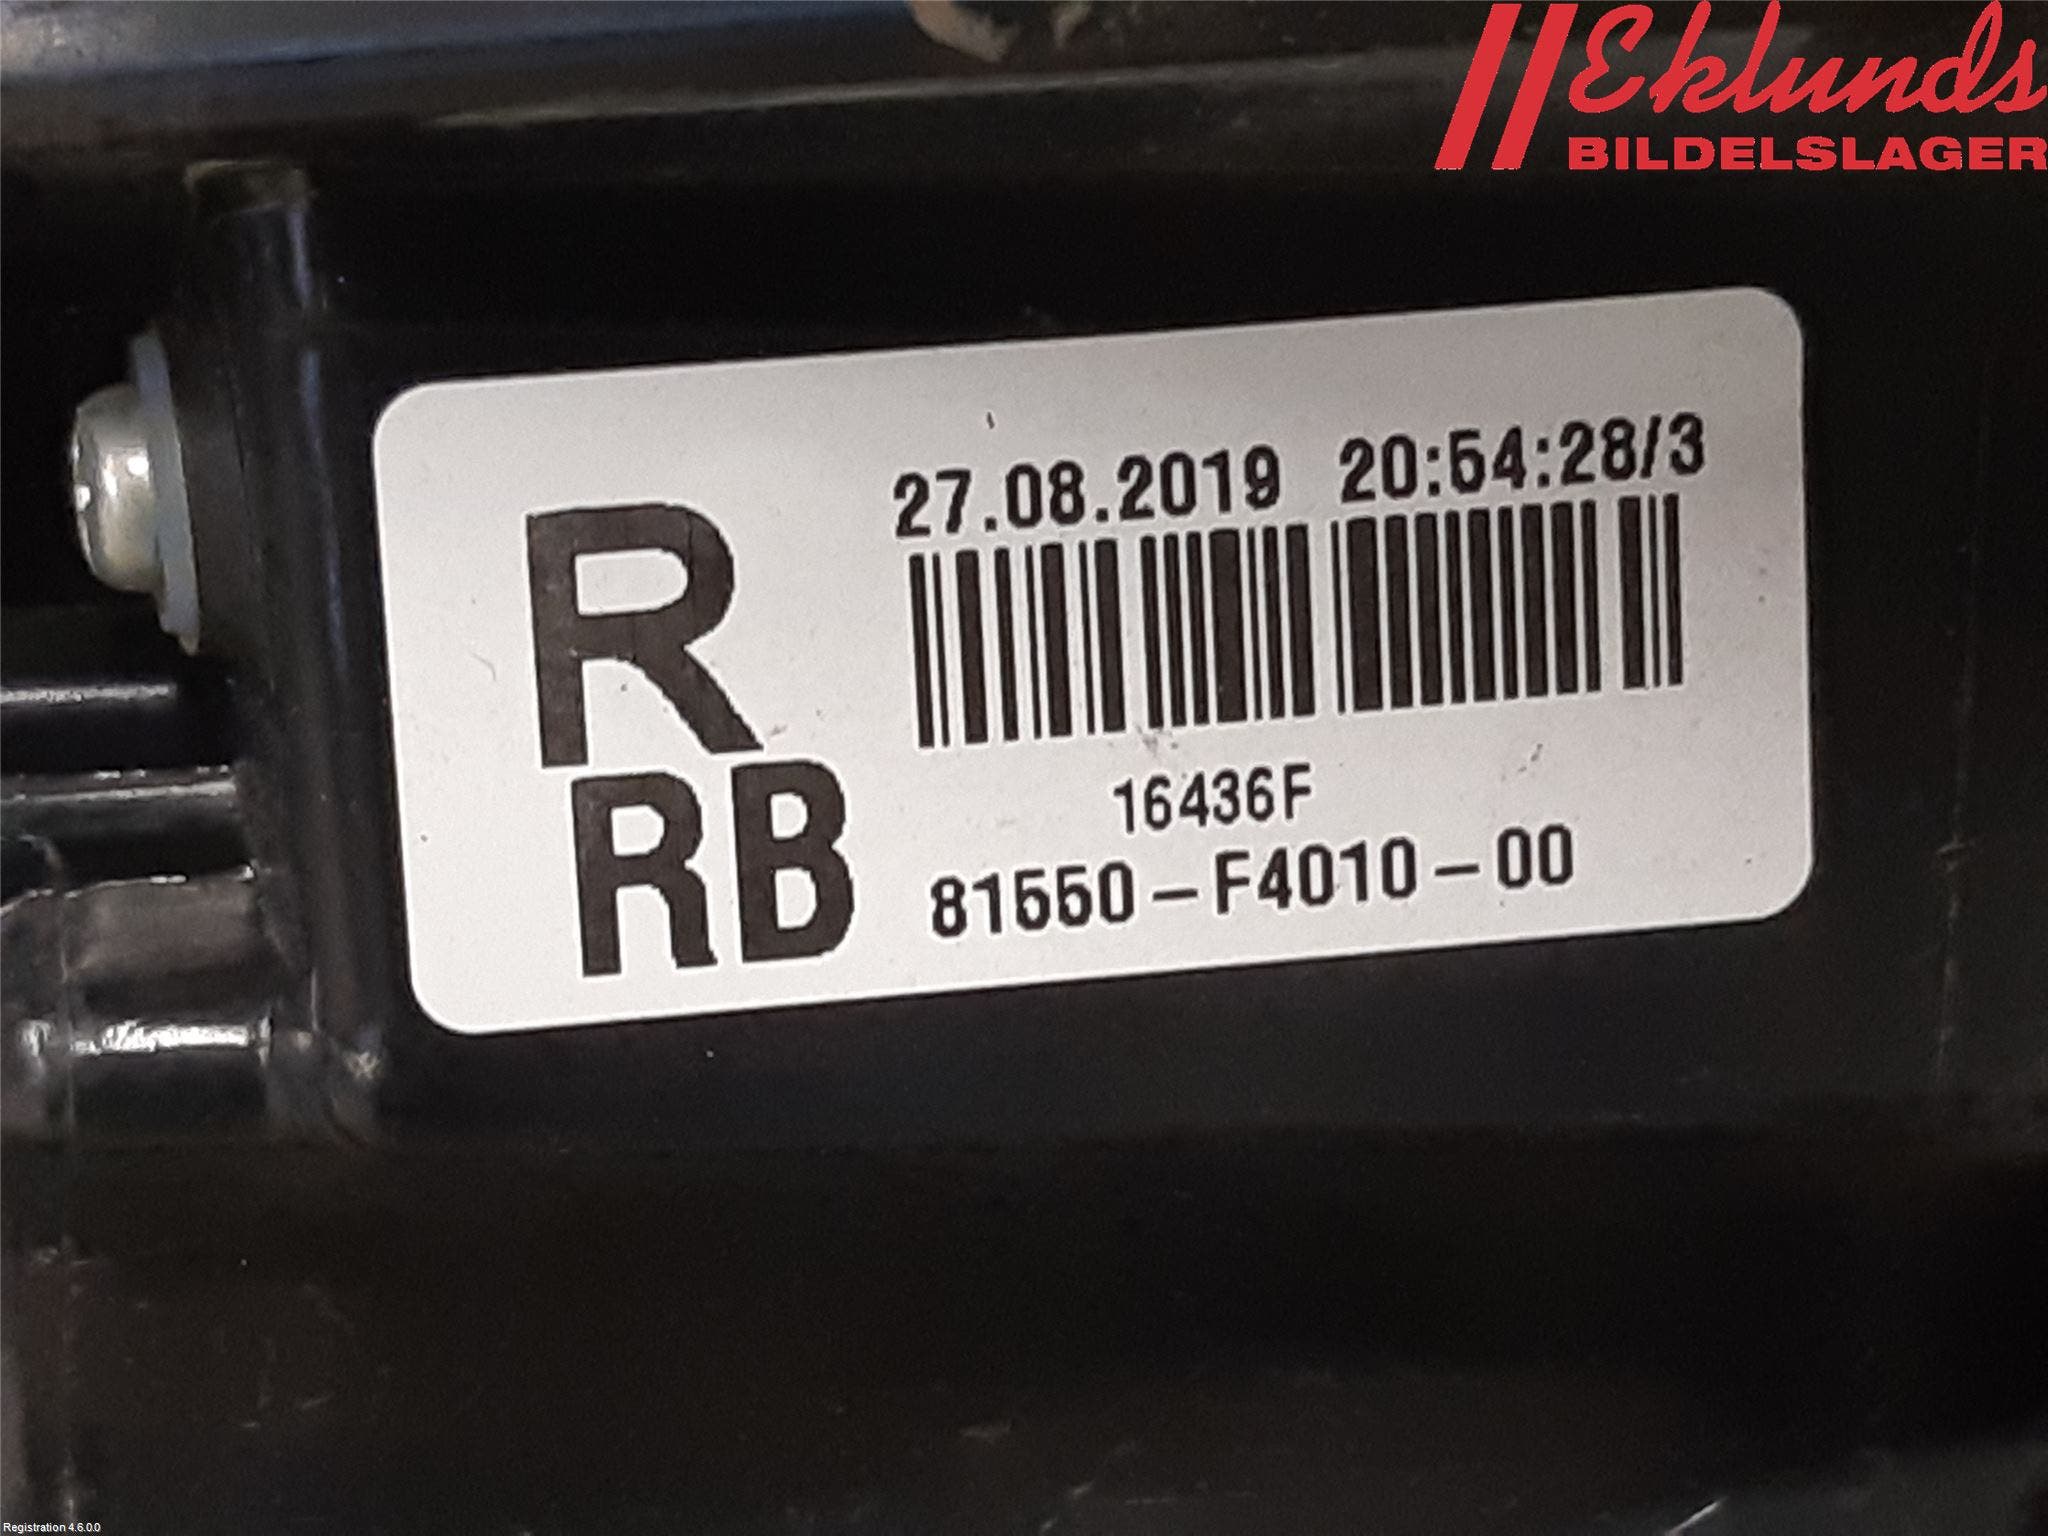 Eklunds
BILDELSLAGER
27.08.2019 20:54:28/3
R
RB
16436F
81550-F4010-00
Registration 4.6.0.0